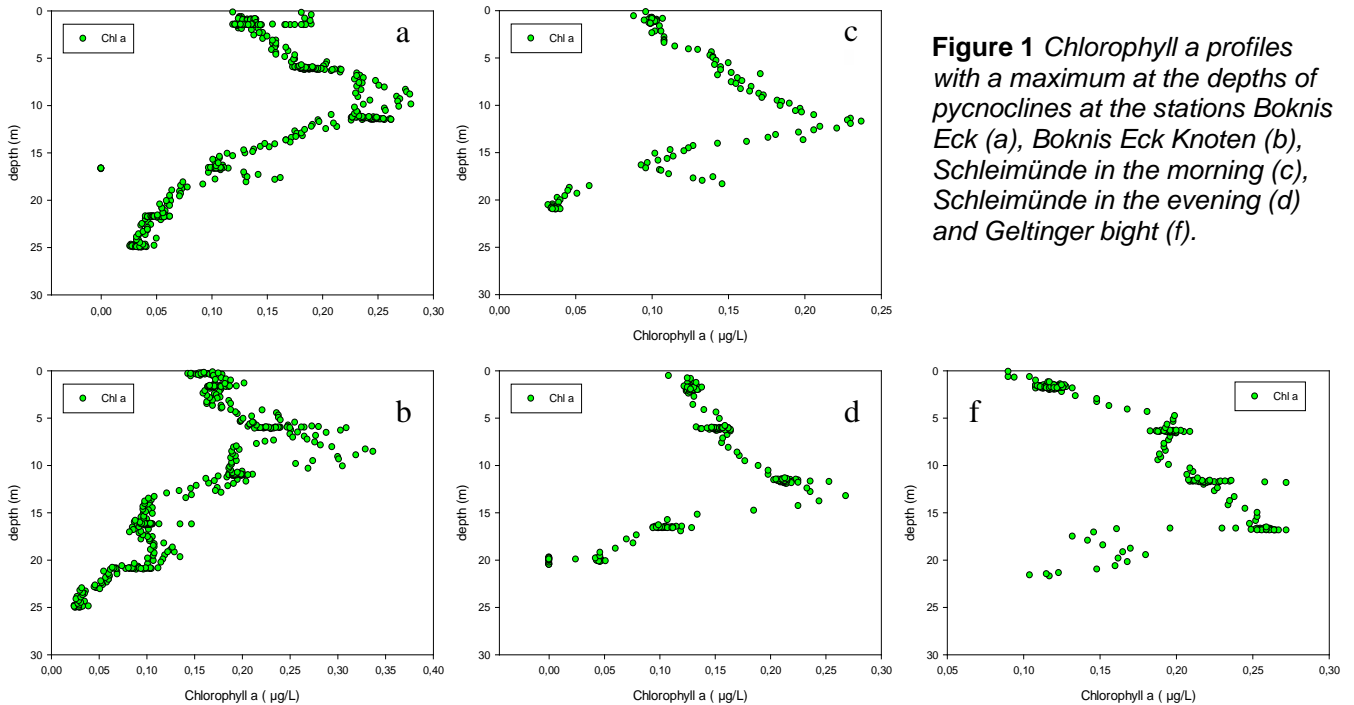 0
5
10
15
20
25
30
depth (m)
Chl a
a
0,00 0,05 0,10 0,15 0,20 0,25 0,30
0
5
10
15
20
25
30
depth (m)
Chl a
c
0,00 0,05 0,10 0,15 0,20 0,25
Chlorophyll a ( µg/L)
Figure 1 Chlorophyll a profiles
with a maximum at the depths of
pycnoclines at the stations Boknis
Eck (a), Boknis Eck Knoten (b),
Schleimünde in the morning (c),
Schleimünde in the evening (d)
and Geltinger bight (f).
0
5
10
15
20
25
30
depth (m)
Chl a
b
0,00 0,05 0,10 0,15 0,20 0,25 0,30 0,35 0,40
Chlorophyll a ( µg/L)
0
5
10
15
20
25
30
depth (m)
Chl a
d
0,00 0,05 0,10 0,15 0,20 0,25 0,30
Chlorophyll a ( µg/L)
0
5
10
15
20
25
30
depth (m)
f
Chl a
0,05 0,10 0,15 0,20 0,25 0,30
Chlorophyll a ( µg/L)